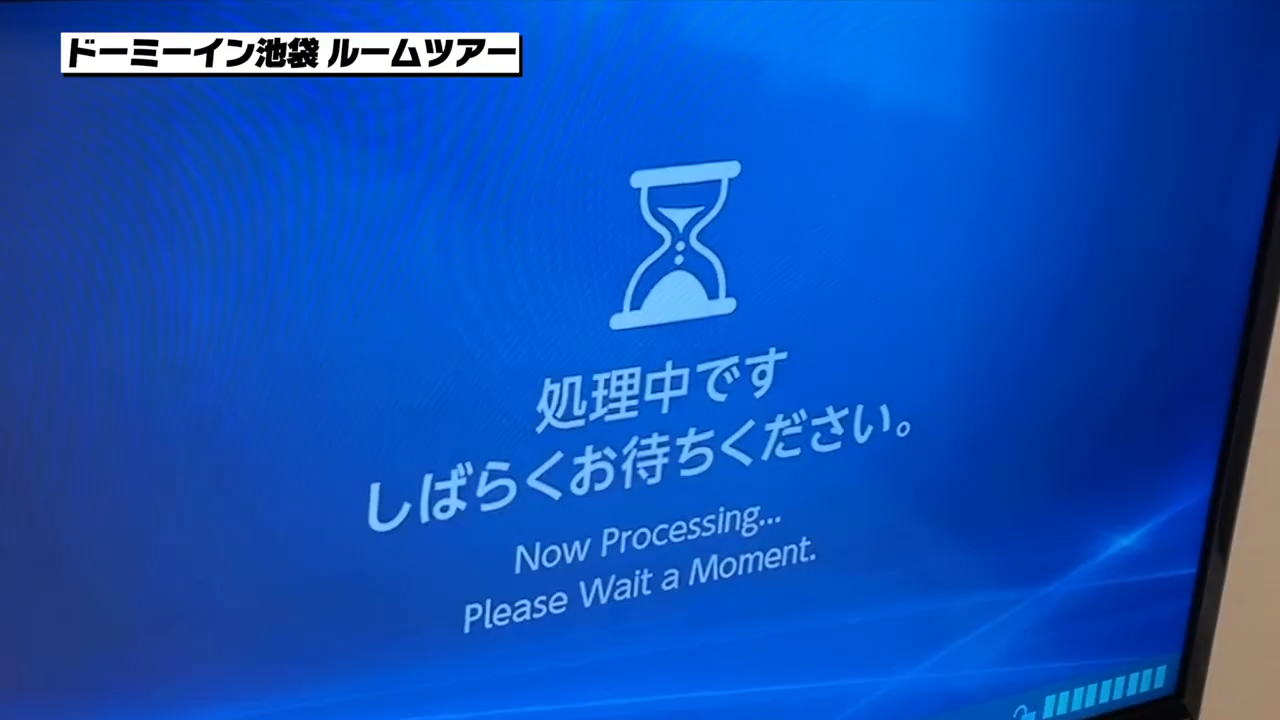 ドーミーイン池袋 ルームツアー
処理中です
しばらくお待ちください。
Now Processing...
Please Wait a Moment.